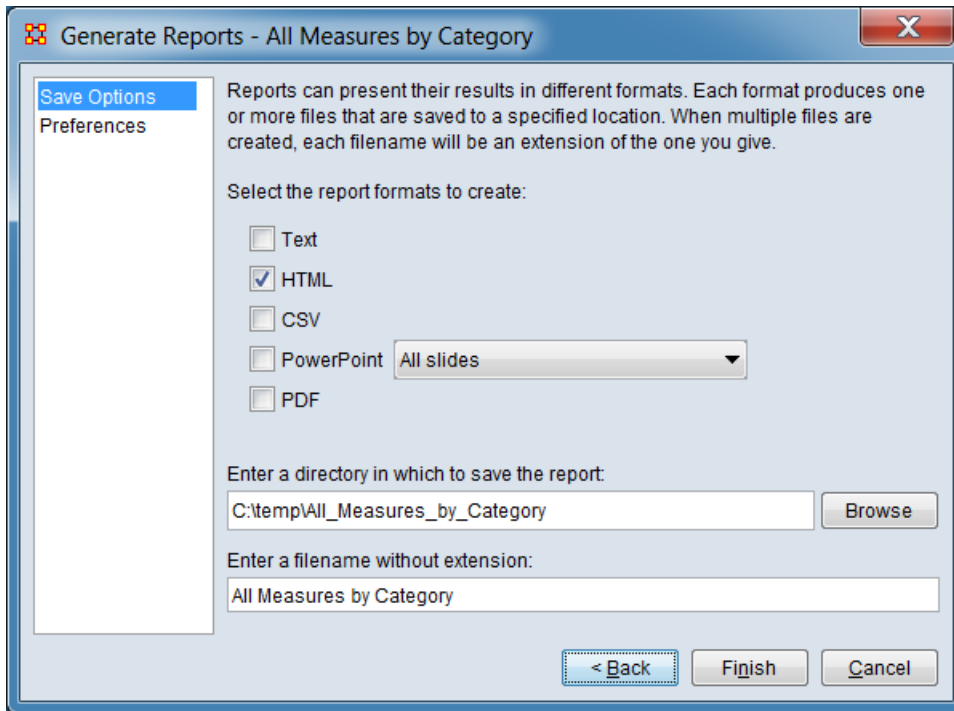 Generate Reports - All Measures by Category
X
Save Options
Preferences
Reports can present their results in different formats. Each format produces one
or more files that are saved to a specified location. When multiple files are
created, each filename will be an extension of the one you give.
Select the report formats to create:
Text
HTML
CSV
PowerPoint All slides
PDF
Enter a directory in which to save the report:
C:\temp\All_Measures_by_Category Browse
Enter a filename without extension:
All Measures by Category
< Back Finish Cancel